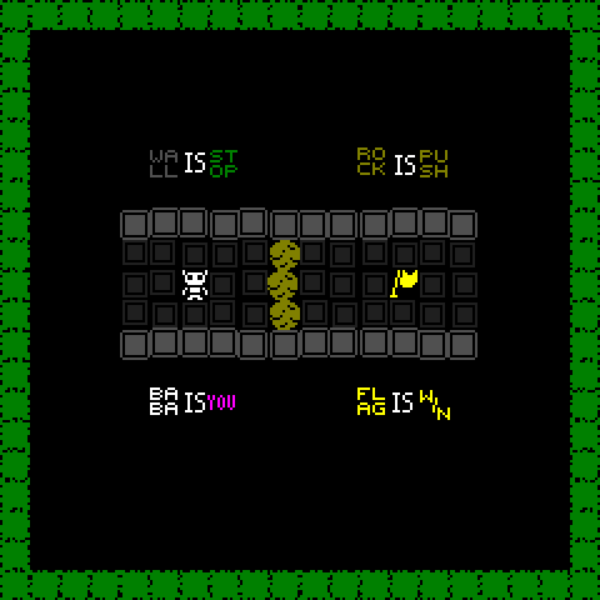 WALL IS STOP
ROCK IS PUSH
BABA IS YOU
FLAG IS WIN